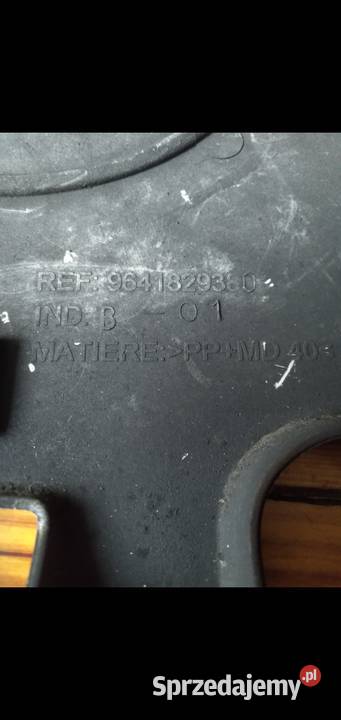 REF: 9641829380
IND. B - 01
MATIERE:>PP+MD 40<
Sprzedajemy.pl